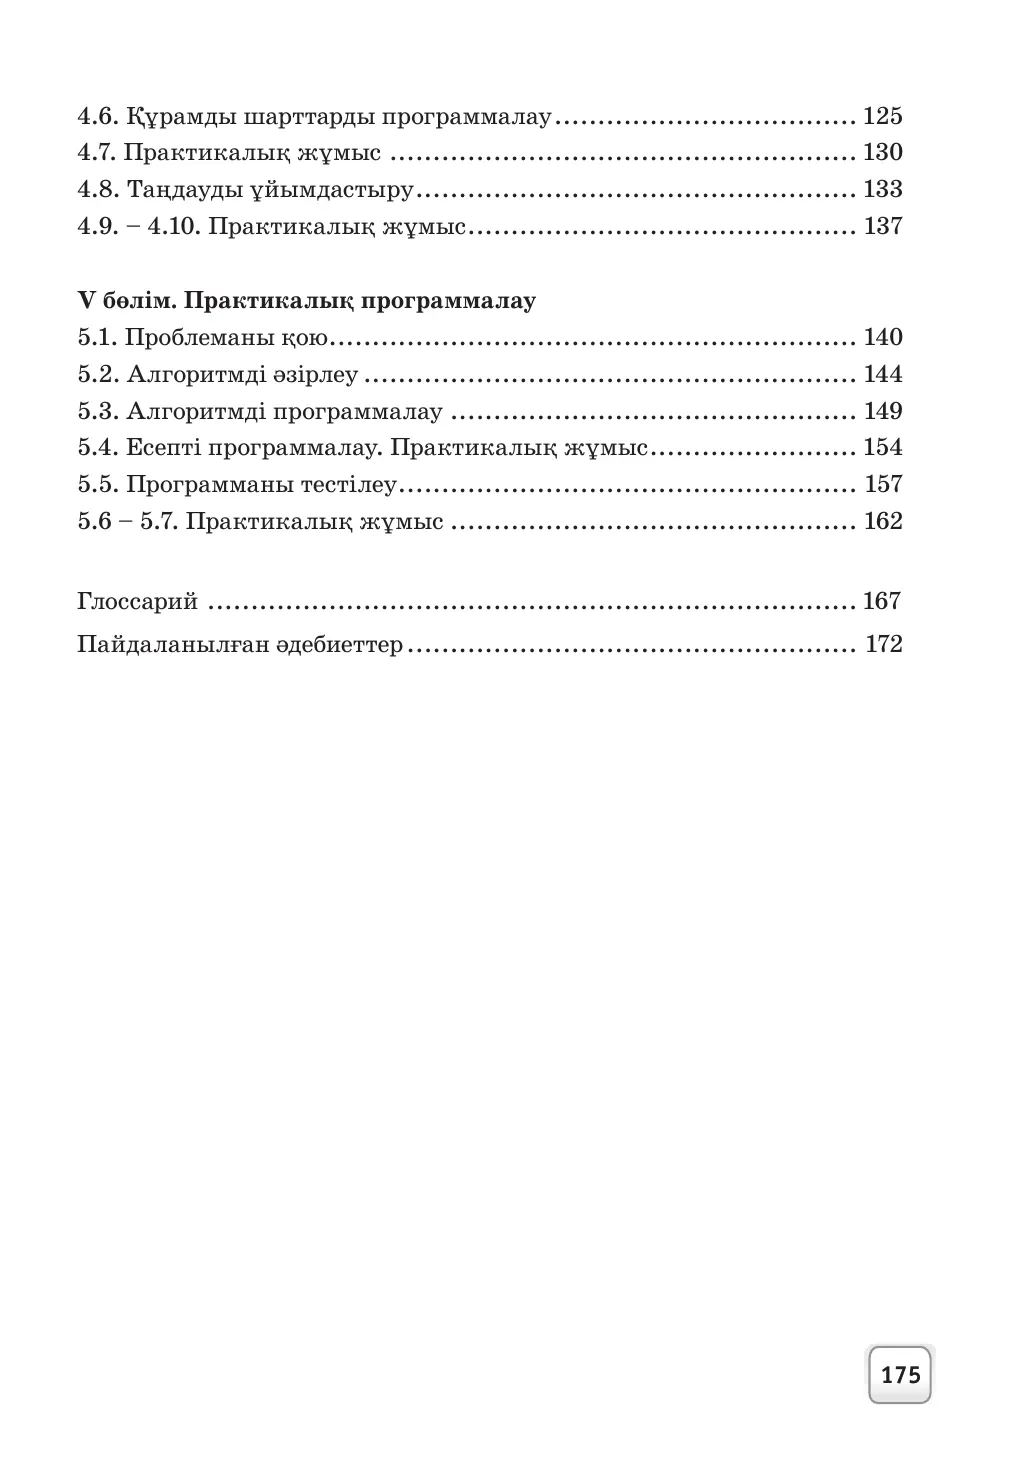 4.6. Құрамды шарттарды программалау................................... 125
4.7. Практикалық жұмыс ...................................................... 130
4.8. Таңдауды ұйымдастыру................................................... 133
4.9. – 4.10. Практикалық жұмыс............................................. 137
V бөлім. Практикалық программалау
5.1. Проблеманы қою............................................................. 140
5.2. Алгоритмді әзірлеу ......................................................... 144
5.3. Алгоритмді программалау ............................................... 149
5.4. Есепті программалау. Практикалық жұмыс........................ 154
5.5. Программаны тестілеу..................................................... 157
5.6 – 5.7. Практикалық жұмыс ............................................... 162
Глоссарий ........................................................................... 167
Пайдаланылған әдебиеттер.................................................... 172
175